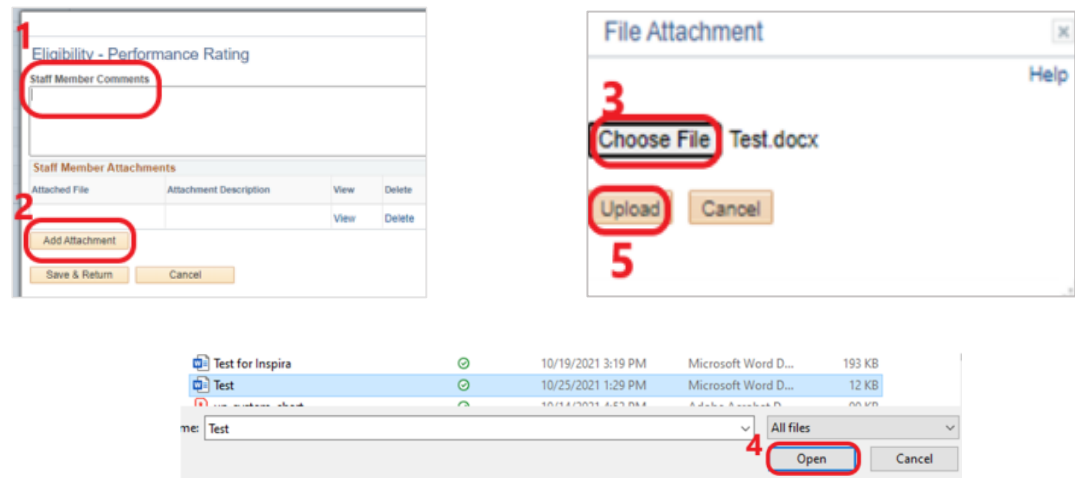 1
Eligibility - Performance Rating
Staff Member Comments
Staff Member Attachments
Attached File Attachment Description View Delete
View Delete
2
Add Attachment
Save & Return Cancel
File Attachment
Help
3
Choose File Test.docx
Upload Cancel
5
Test for Inspira 10/19/2021 3:19 PM Microsoft Word D... 193 KB
Test 10/25/2021 1:29 PM Microsoft Word D... 12 KB
me: Test All files
4
Open Cancel